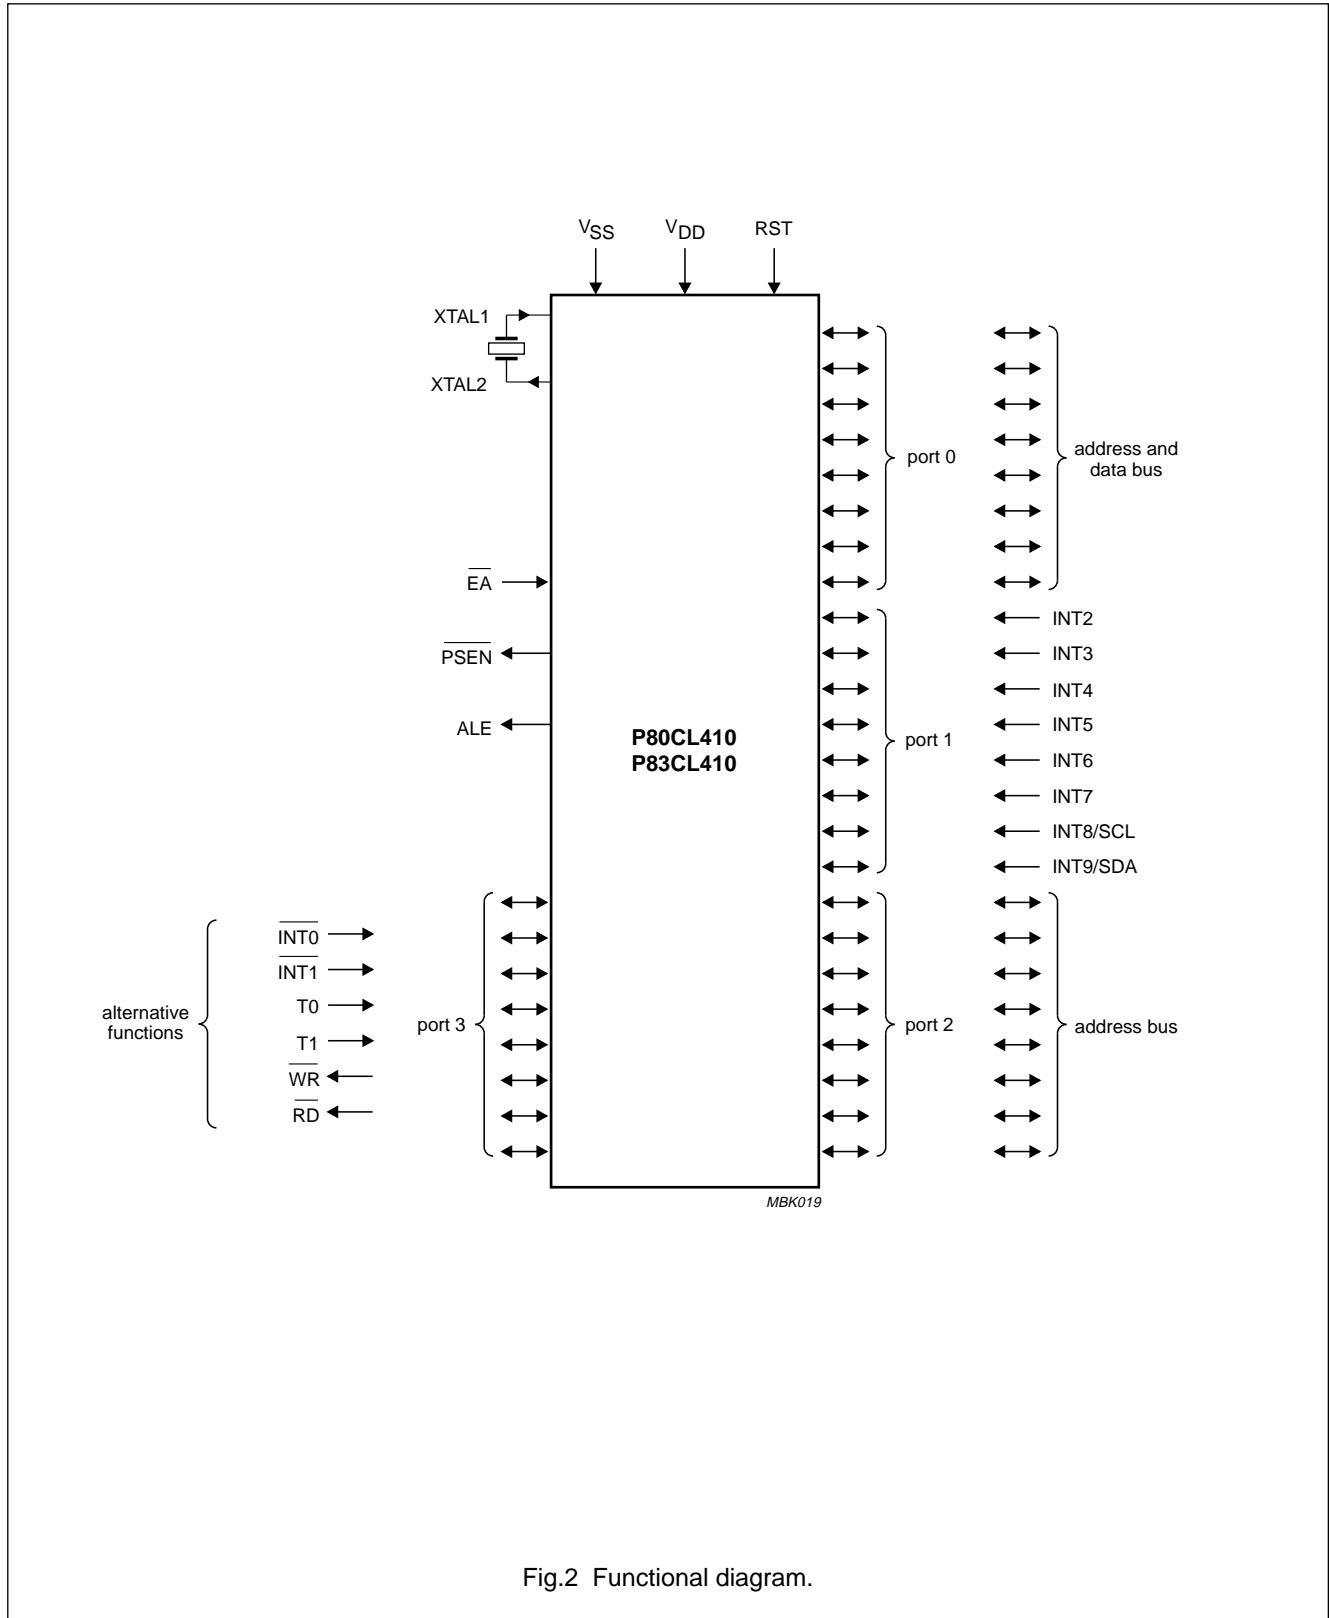 VSS VDD RST
XTAL1
XTAL2
port 0
address and
data bus
EA
PSEN
ALE
INT2
INT3
INT4
INT5
INT6
INT7
INT8/SCL
INT9/SDA
port 1
P80CL410
P83CL410
alternative
functions
INT0
INT1
T0
T1
WR
RD
port 3
port 2
address bus
MBK019
Fig.2 Functional diagram.